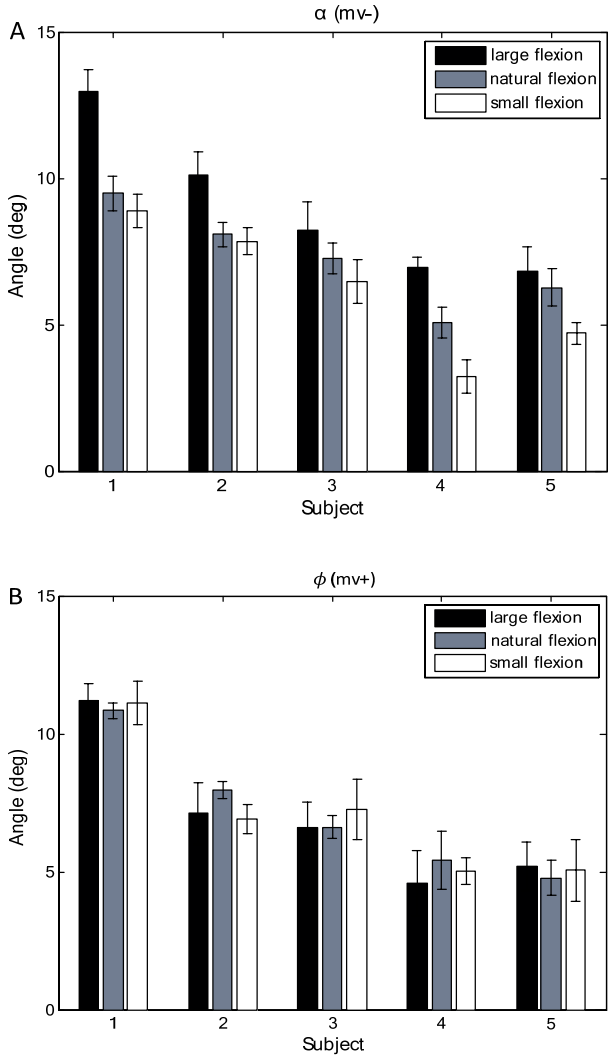 A
α (mv-)
15
large flexion
natural flexion
small flexion
10
5
0
Angle (deg)
1 2 3 4 5
Subject
B
ϕ (mv+)
15
large flexion
natural flexion
small flexion
10
5
0
Angle (deg)
1 2 3 4 5
Subject